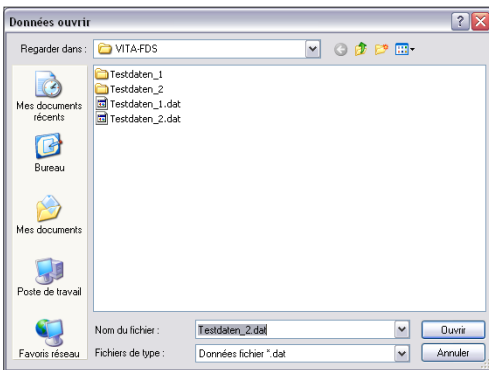 Données ouvrir
Regarder dans :
VITA-FDS
Testdaten_1
Testdaten_2
Testdaten_1.dat
Testdaten_2.dat
Mes documents
récents
Bureau
Mes documents
Poste de travail
Favoris réseau
Nom du fichier :
Testdaten_2.dat
Ouvrir
Fichiers de type :
Données fichier *.dat
Annuler